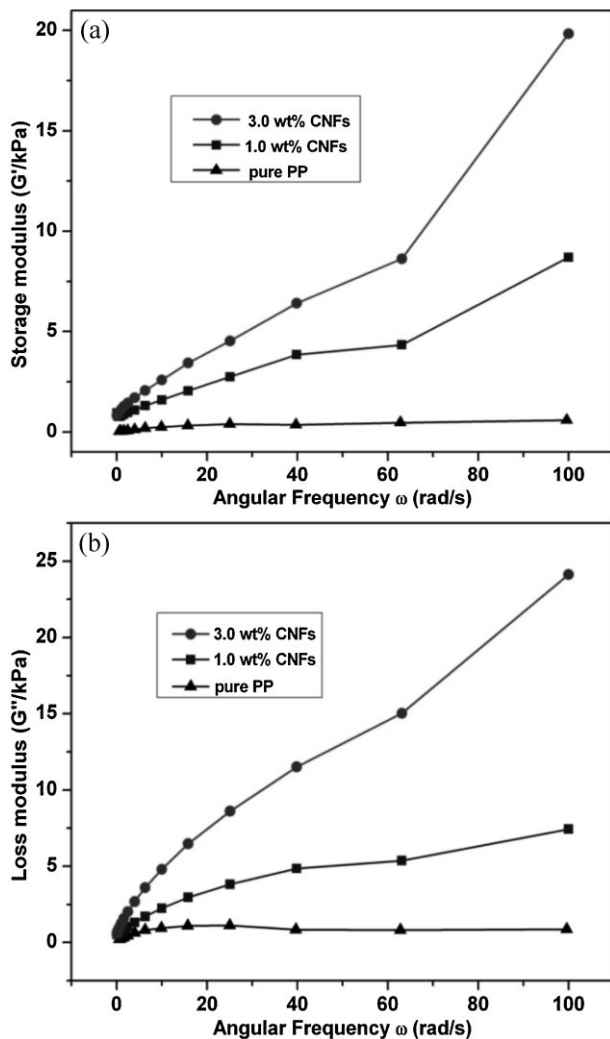 (a)
20
15
10
5
0
Storage modulus (G'/kPa)
3.0 wt% CNFs
1.0 wt% CNFs
pure PP
0 20 40 60 80 100
Angular Frequency ω (rad/s)
(b)
25
20
15
10
5
0
Loss modulus (G"/kPa)
3.0 wt% CNFs
1.0 wt% CNFs
pure PP
0 20 40 60 80 100
Angular Frequency ω (rad/s)